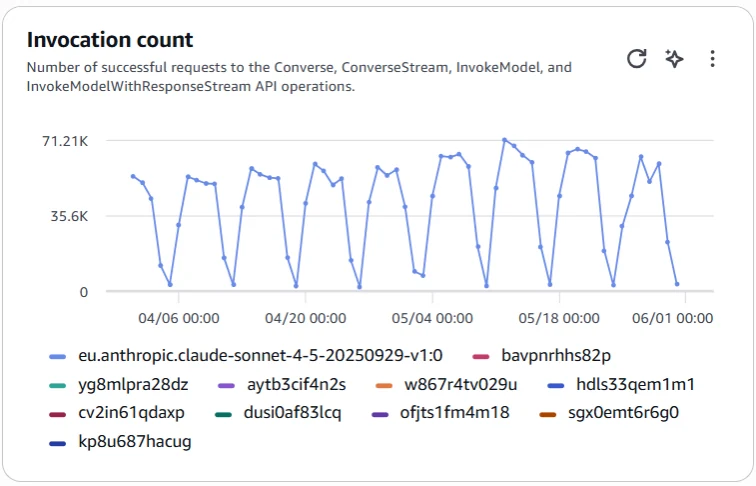 Invocation count
Number of successful requests to the Converse, ConverseStream, InvokeModel, and
InvokeModelWithResponseStream API operations.
71.21K
35.6K
0
04/06 00:00 04/20 00:00 05/04 00:00 05/18 00:00 06/01 00:00
eu.anthropic.claude-sonnet-4-5-20250929-v1:0 bavpnrhhs82p
yg8mlpra28dz aytb3cif4n2s w867r4tv029u hdls33qem1m1
cv2in61qdaxp dusi0af83lcq ofjts1fm4m18 sgx0emt6r6g0
kp8u687hacug